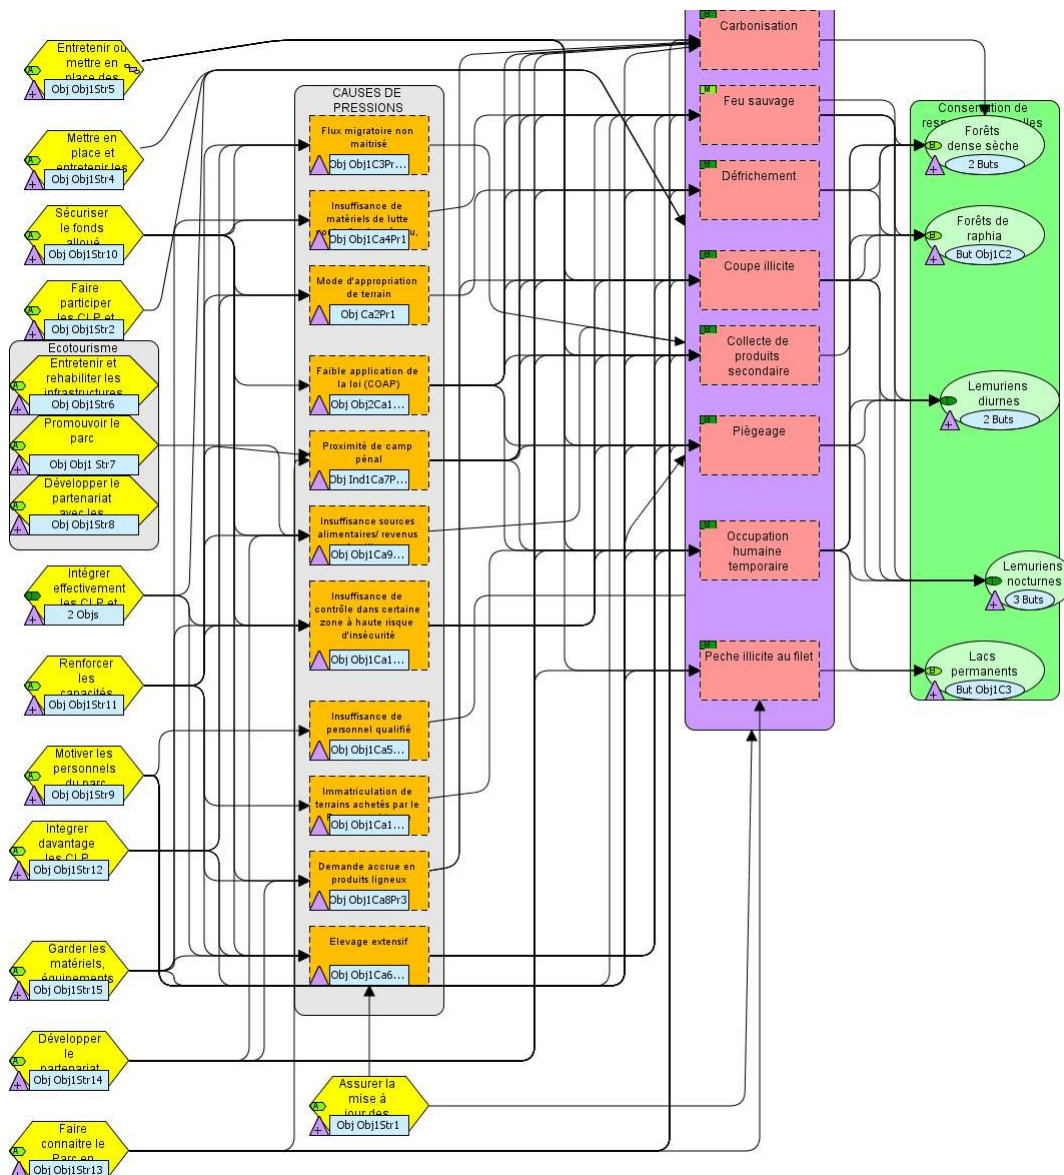 Entretenir ou
mettre en
place des
Obj Obj1Str5
Mettre en
place et
entretenir les
Obj Obj1Str4
Sécuriser
le fonds
alloué
Obj Obj1Str10
Faire
participer
les CLP et
Obj Obj1Str2
Ecotourisme
Entretenir et
rehabiliter les
infrastructures
Obj Obj1Str6
Promouvoir le
parc
Obj Obj1 Str7
Développer le
partenariat
avec les
Obj Obj1Str8
Intégrer
effectivement
les CLP et
2 Objs
Renforcer
les
capacités
Obj Obj1Str11
Motiver les
personnels
du parc
Obj Obj1Str9
Integrer
davantage
les CLP
Obj Obj1Str12
Garder les
matériels,
équipements
Obj Obj1Str15
Développer
le
partenariat
Obj Obj1Str14
Faire
connaitre le
Parc en
Obj Obj1Str13
CAUSES DE
PRESSIONS
Flux migratoire non
maitrisé
Obj Obj1C3Pr...
Insuffisance de
matériels de lutte
Obj Obj1Ca4Pr1
Mode d'appropriation
de terrain
Obj Ca2Pr1
Faible application de
la loi (COAP)
Obj Obj2Ca1...
Proximité de camp
pénal
Obj Ind1Ca7P...
Insuffisance sources
alimentaires/ revenus
Obj Obj1Ca9...
Insuffisance de
contrôle dans certaine
zone à haute risque
d'insécurité
Obj Obj1Ca1...
Insuffisance de
personnel qualifié
Obj Obj1Ca5...
Immatriculation de
terrains achetés par le
Obj Obj1Ca1...
Demande accrue en
produits ligneux
Obj Obj1Ca8Pr3
Elevage extensif
Obj Obj1Ca6...
Assurer la
mise à
jour des
Obj Obj1Str1
Carbonisation
Feu sauvage
Défrichement
Coupe illicite
Collecte de
produits
secondaire
Piègeage
Occupation
humaine
temporaire
Peche illicite au filet
Conservation de
Forêts
dense sèche
2 Buts
Forêts de
raphia
But Obj1C2
Lemuriens
diurnes
2 Buts
Lemuriens
nocturnes
3 Buts
Lacs
permanents
But Obj1C3